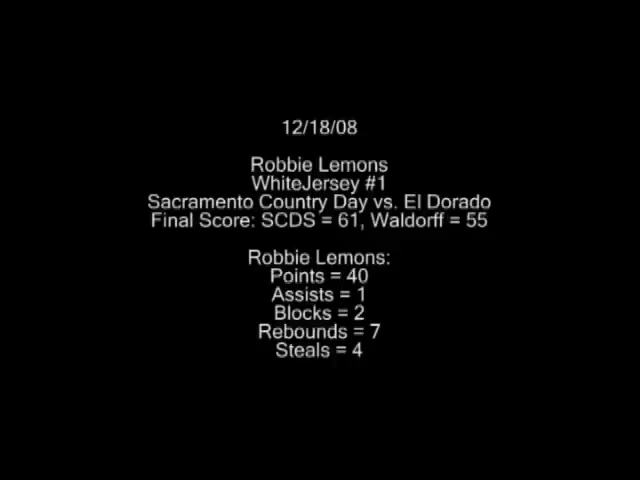 12/18/08
Robbie Lemons
WhiteJersey #1
Sacramento Country Day vs. El Dorado
Final Score: SCDS = 61, Waldorff = 55
Robbie Lemons:
Points = 40
Assists = 1
Blocks = 2
Rebounds = 7
Steals = 4